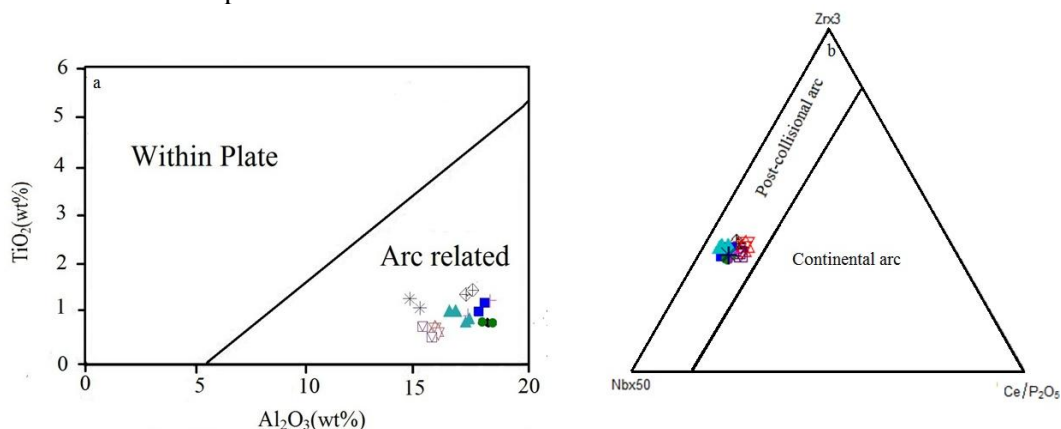 a
6
5
4
3
2
1
0
TiO2(wt%)
Within Plate
Arc related
0
5
10
15
20
Al2O3(wt%)
Zrx3
b
Post-collisional arc
Continental arc
Nbx50
Ce/P2O5